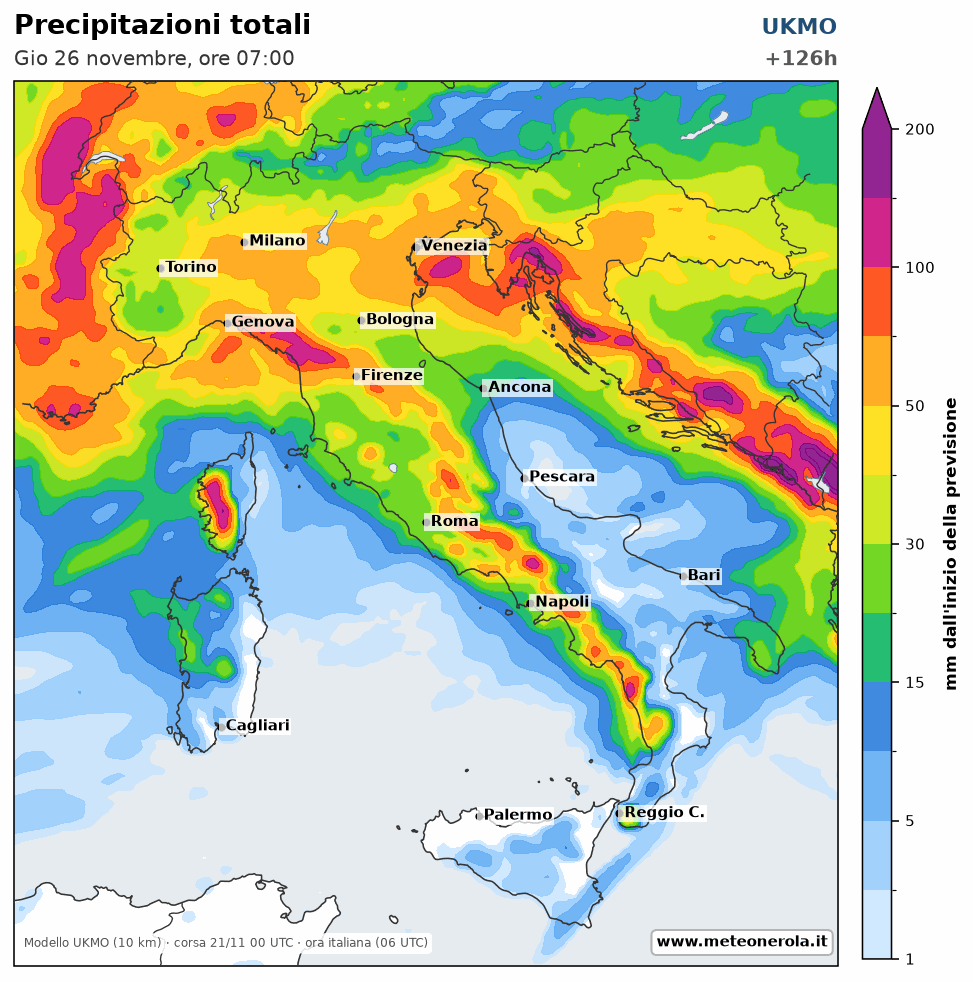 Precipitazioni totali
UKMO
Gio 26 novembre, ore 07:00
+126h
200
Milano
Venezia
Torino
100
Genova
Bologna
Firenze
Ancona
50
Pescara
Roma
30
Bari
Napoli
mm dall'inizio della previsione
15
Cagliari
Palermo
Reggio C.
5
Modello UKMO (10 km) · corsa 21/11 00 UTC · ora italiana (06 UTC)
www.meteonerola.it
1